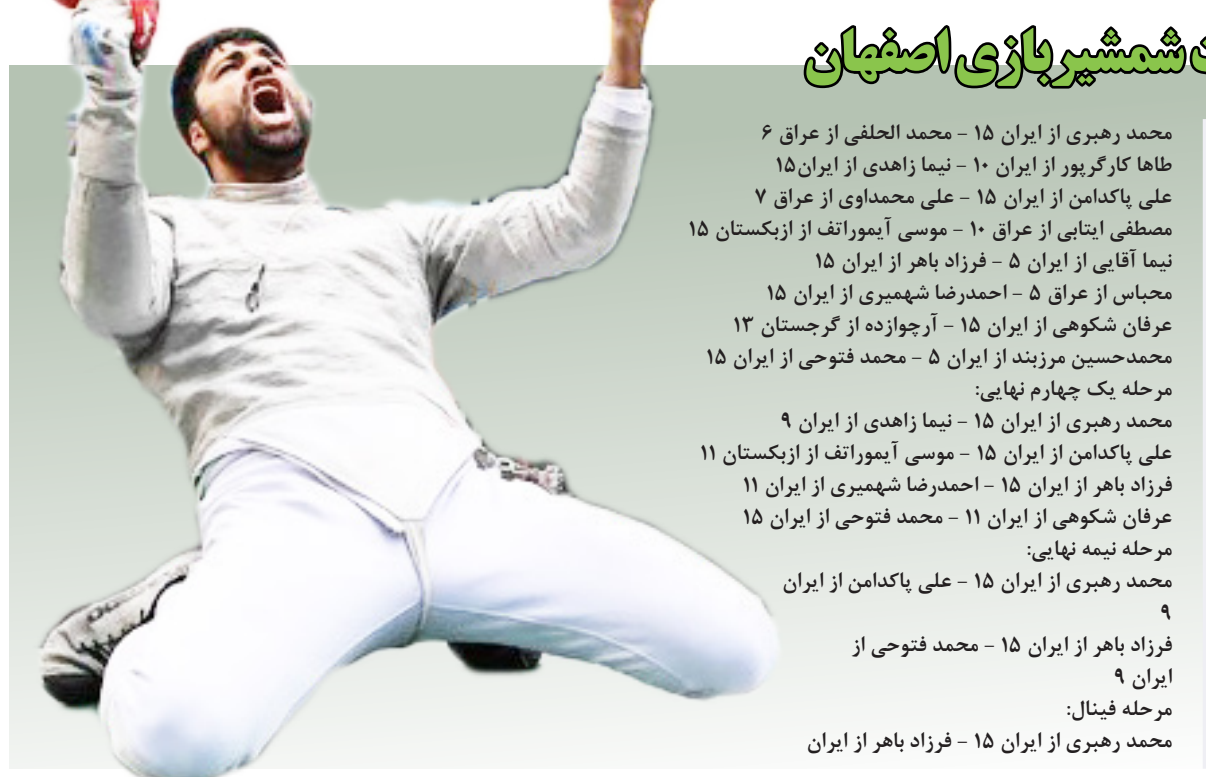 شمشیربازی اصفهان
محمد رهبری از ایران ۱۵ - محمد الحلفی از عراق ۶
طاها کارگرپور از ایران ۱۰ - نیما زاهدی از ایران۱۵
علی پاکدامن از ایران ۱۵ - علی محمداوی از عراق ۷
مصطفی ایتابی از عراق ۱۰ - موسی آیموراتف از ازبکستان ۱۵
نیما آقایی از ایران ۵ - فرزاد باهر از ایران ۱۵
محباس از عراق ۵ - احمدرضا شهمیری از ایران ۱۵
عرفان شکوهی از ایران ۱۵ - آرچوازده از گرجستان ۱۳
محمدحسین مرزبند از ایران ۵ - محمد فتوحی از ایران ۱۵
مرحله یک چهارم نهایی:
محمد رهبری از ایران ۱۵ - نیما زاهدی از ایران ۹
علی پاکدامن از ایران ۱۵ - موسی آیموراتف از ازبکستان ۱۱
فرزاد باهر از ایران ۱۵ - احمدرضا شهمیری از ایران ۱۱
عرفان شکوهی از ایران ۱۱ - محمد فتوحی از ایران ۱۵
مرحله نیمه نهایی:
محمد رهبری از ایران ۱۵ - علی پاکدامن از ایران
۹
فرزاد باهر از ایران ۱۵ - محمد فتوحی از
ایران ۹
مرحله فینال:
محمد رهبری از ایران ۱۵ - فرزاد باهر از ایران